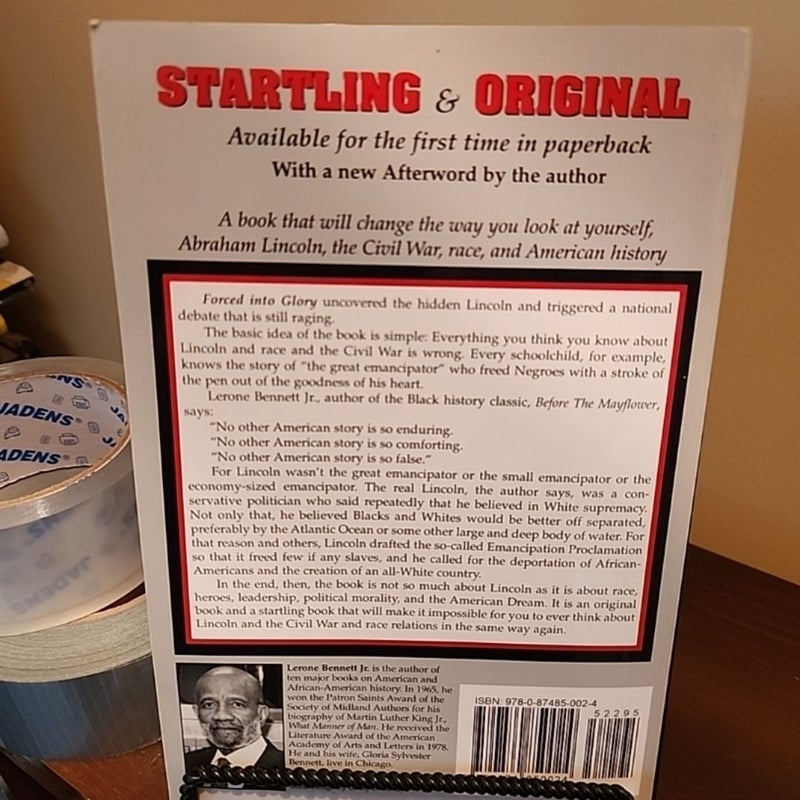 STARTLING & ORIGINAL
Available for the first time in paperback
With a new Afterword by the author
A book that will change the way you look at yourself,
Abraham Lincoln, the Civil War, race, and American history
Forced into Glory uncovered the hidden Lincoln and triggered a national
debate that is still raging.
The basic idea of the book is simple: Everything you think you know about
Lincoln and race and the Civil War is wrong. Every schoolchild, for example,
knows the story of "the great emancipator" who freed Negroes with a stroke of
the pen out of the goodness of his heart.
Lerone Bennett Jr., author of the Black history classic, Before The Mayflower,
says:
"No other American story is so enduring.
"No other American story is so comforting.
"No other American story is so false."
For Lincoln wasn't the great emancipator or the small emancipator or the
economy-sized emancipator. The real Lincoln, the author says, was a con-
servative politician who said repeatedly that he believed in White supremacy.
Not only that, he believed Blacks and Whites would be better off separated,
preferably by the Atlantic Ocean or some other large and deep body of water. For
that reason and others, Lincoln drafted the so-called Emancipation Proclamation
so that it freed few if any slaves, and he called for the deportation of African-
Americans and the creation of an all-White country.
In the end, then, the book is not so much about Lincoln as it is about race,
heroes, leadership, political morality, and the American Dream. It is an original
book and a startling book that will make it impossible for you to ever think about
Lincoln and the Civil War and race relations in the same way again.
Lerone Bennett Jr. is the author of
ten major books on American and
African-American history. In 1965, he
won the Patron Saints Award of the
Society of Midland Authors for his
biography of Martin Luther King Jr.,
What Manner of Man. He received the
Literature Award of the American
Academy of Arts and Letters in 1978.
He and his wife, Gloria Sylvester
Bennett, live in Chicago.
ISBN: 978-0-87485-002-4
52295
JADENS
JADENS
JADENS